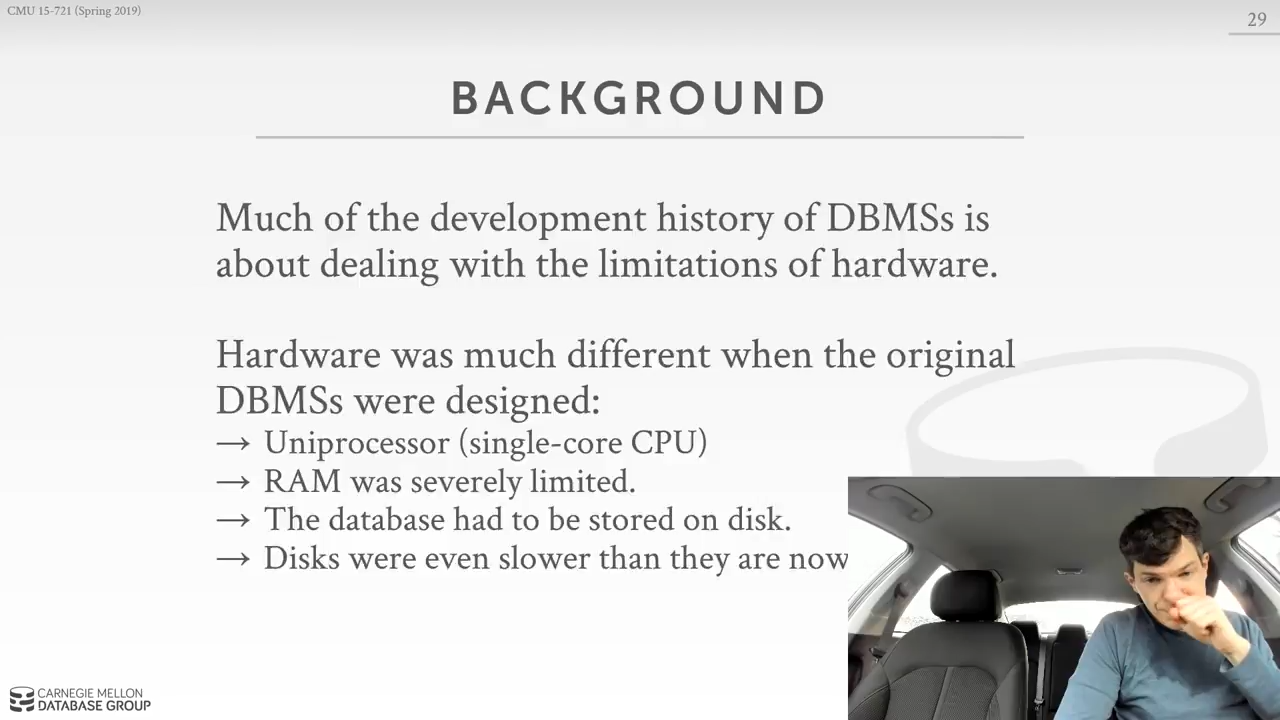 CMU 15-721 (Spring 2019)
29
BACKGROUND
Much of the development history of DBMSs is
about dealing with the limitations of hardware.
Hardware was much different when the original
DBMSs were designed:
→ Uniprocessor (single-core CPU)
→ RAM was severely limited.
→ The database had to be stored on disk.
→ Disks were even slower than they are now
CARNEGIE MELLON
DATABASE GROUP